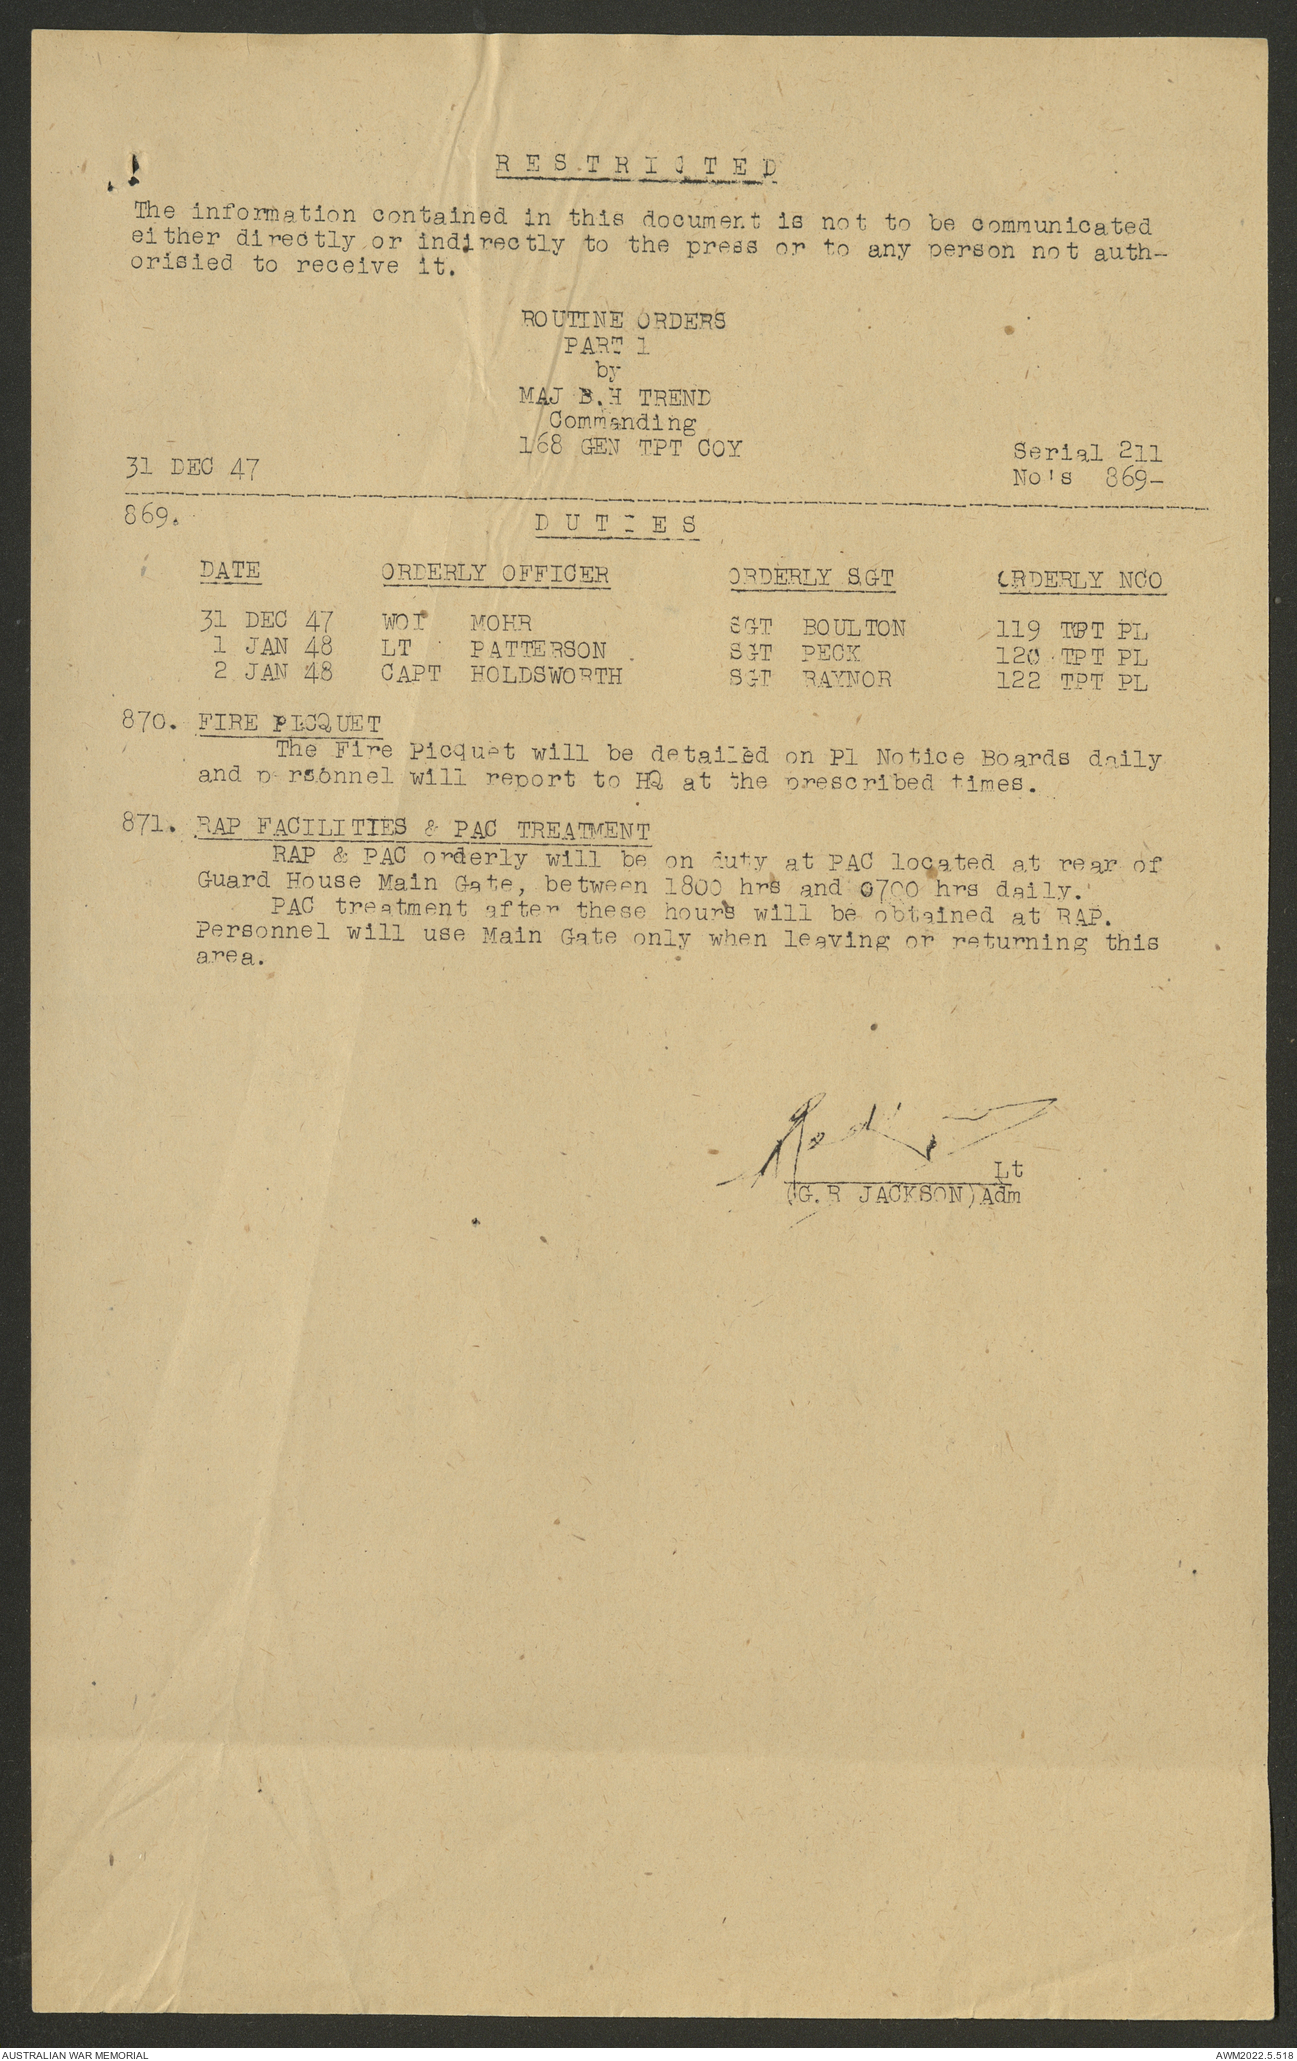 R E S T R I C T E D
The information contained in this document is not to be communicated
either directly or indirectly to the press or to any person not auth-
orisied to receive it.
ROUTINE ORDERS
PART 1
by
MAJ B.H TREND
Commanding
168 GEN TPT COY
31 DEC 47
Serial 211
No's 869-
869.
D U T I E S
DATE ORDERLY OFFICER ORDERLY SGT ORDERLY NCO
31 DEC 47 WOI MOHR SGT BOULTON 119 TPT PL
1 JAN 48 LT PATTERSON SGT PECK 120 TPT PL
2 JAN 48 CAPT HOLDSWORTH SGT RAYNOR 122 TPT PL
870. FIRE PICQUET
The Fire Picquet will be detailed on Pl Notice Boards daily
and personnel will report to HQ at the prescribed times.
871. RAP FACILITIES & PAC TREATMENT
RAP & PAC orderly will be on duty at PAC located at rear of
Guard House Main Gate, between 1800 hrs and 0700 hrs daily.
PAC treatment after these hours will be obtained at RAP.
Personnel will use Main Gate only when leaving or returning this
area.
Lt
(G.R JACKSON)Adm
AUSTRALIAN WAR MEMORIAL
AWM2022.5.518